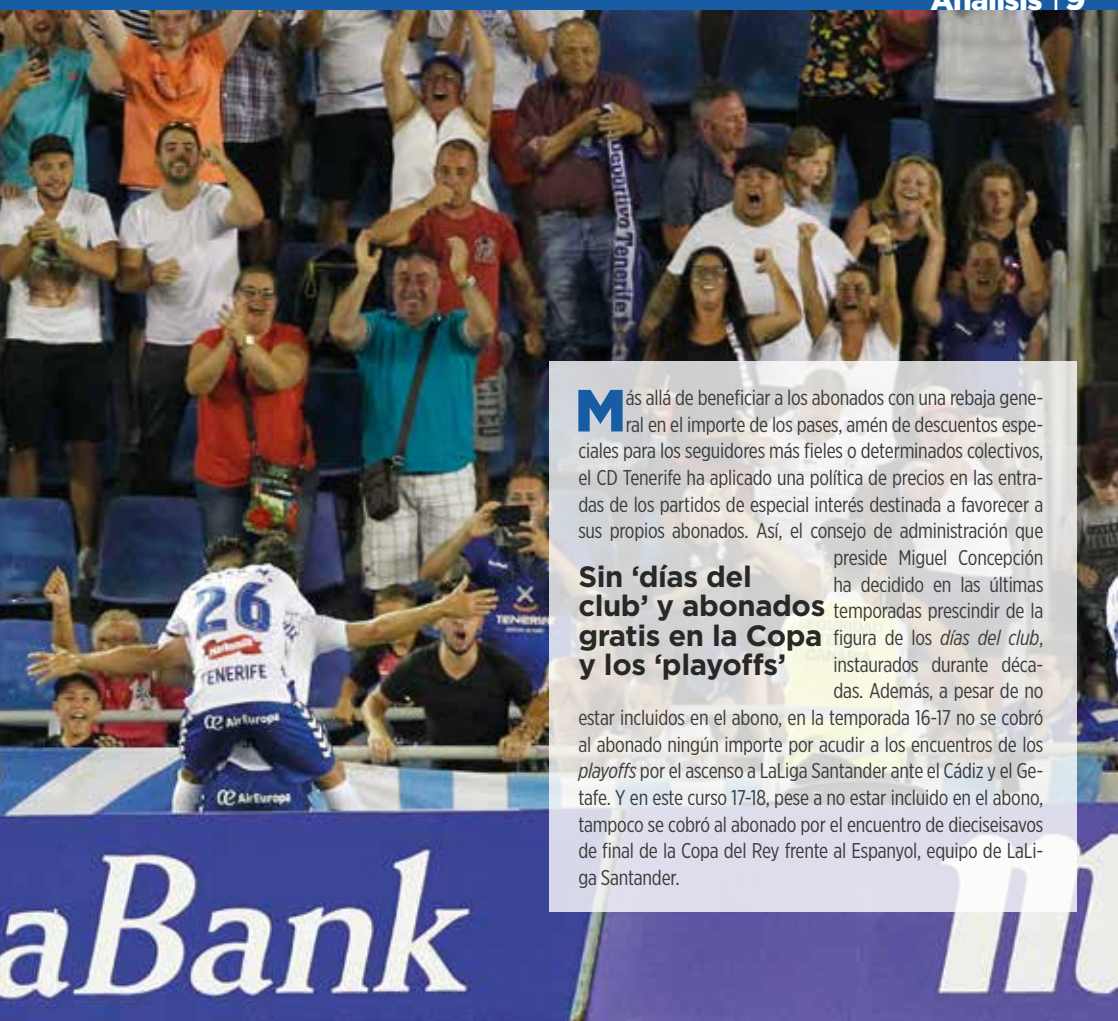 Análisis | 9
Deportivo Tenerife
TENERIFE
26
TENERIFE
AirEuropa
AirEuropa
Más allá de beneficiar a los abonados con una rebaja gene-
ral en el importe de los pases, amén de descuentos espe-
ciales para los seguidores más fieles o determinados colectivos,
el CD Tenerife ha aplicado una política de precios en las entra-
das de los partidos de especial interés destinada a favorecer a
sus propios abonados. Así, el consejo de administración que
preside Miguel Concepción
ha decidido en las últimas
temporadas prescindir de la
figura de los días del club,
instaurados durante déca-
das. Además, a pesar de no
Sin ‘días del
club’ y abonados
gratis en la Copa
y los ‘playoffs’
estar incluidos en el abono, en la temporada 16-17 no se cobró
al abonado ningún importe por acudir a los encuentros de los
playoffs por el ascenso a LaLiga Santander ante el Cádiz y el Ge-
tafe. Y en este curso 17-18, pese a no estar incluido en el abono,
tampoco se cobró al abonado por el encuentro de dieciseisavos
de final de la Copa del Rey frente al Espanyol, equipo de LaLi-
ga Santander.
aBank